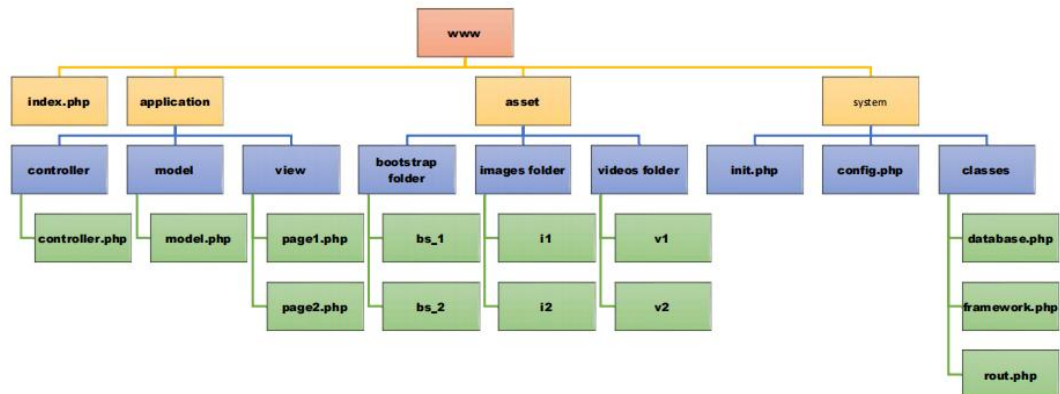 www
index.php
application
asset
system
controller
model
view
bootstrap
folder
images folder
videos folder
init.php
config.php
classes
controller.php
model.php
page1.php
bs_1
i1
v1
database.php
page2.php
bs_2
i2
v2
framework.php
rout.php